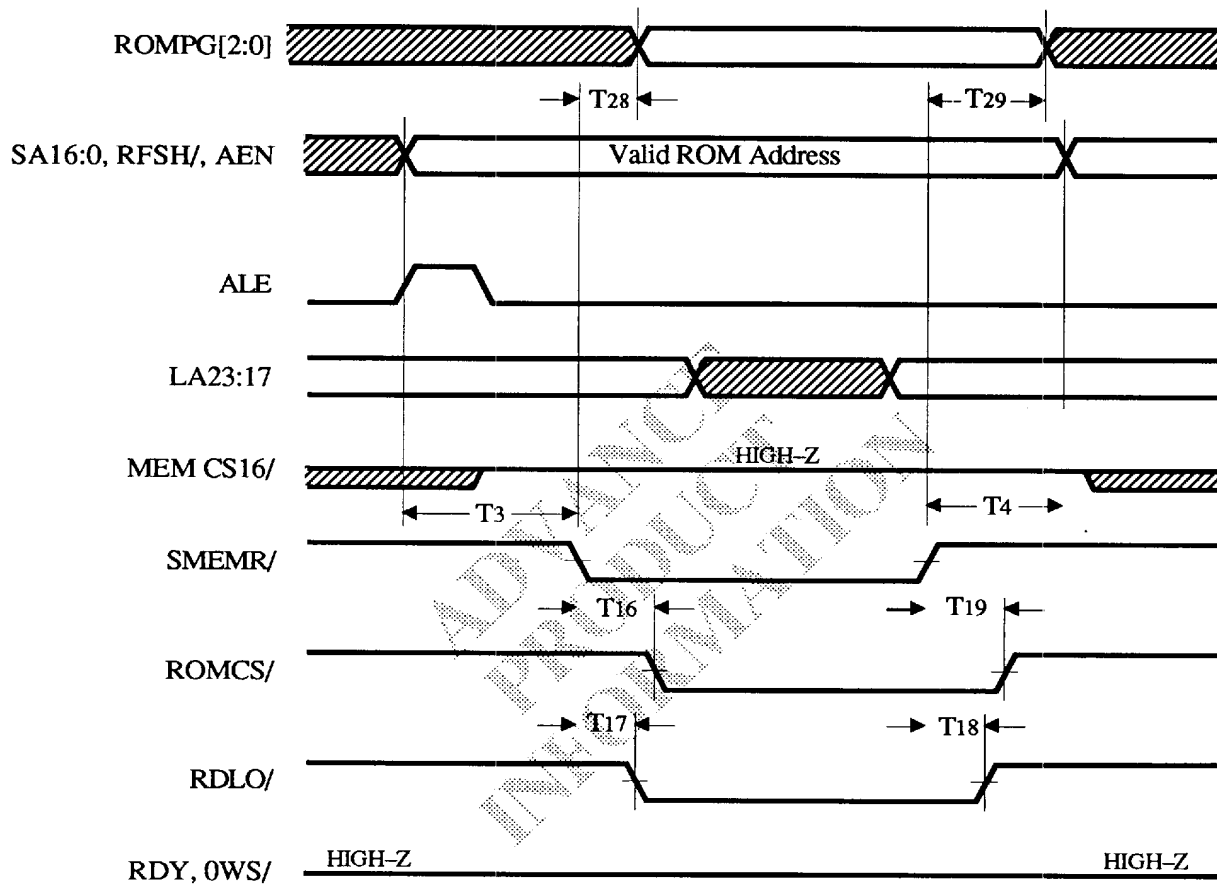 ROMPG[2:0]
T28
T29
SA16:0, RFSH/, AEN
Valid ROM Address
ALE
LA23:17
MEM CS16/
HIGH–Z
T3
T4
SMEMR/
T16
T19
ROMCS/
T17
T18
RDLO/
RDY, 0WS/
HIGH–Z
HIGH–Z
ADVANCE
PRODUCT
INFORMATION